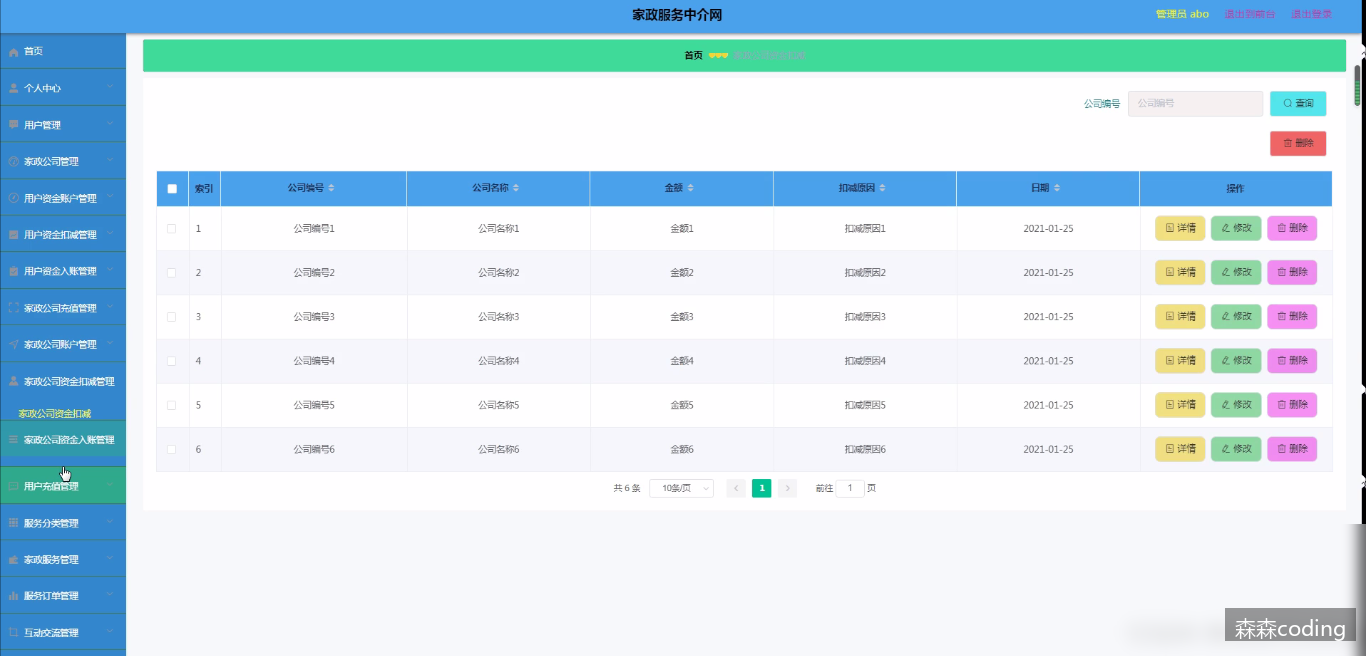 家政服务中介网
管理员 abo 退出到前台 退出登录
首页
个人中心
用户管理
家政公司管理
用户资金账户管理
用户资金扣减管理
用户资金入账管理
家政公司充值管理
家政公司账户管理
家政公司资金扣减管理
家政公司资金扣减
家政公司资金入账管理
用户充值管理
服务分类管理
家政服务管理
服务订单管理
互动交流管理
首页
公司编号 公司编号 查询
删除
索引 公司编号 公司名称 金额 扣减原因 日期 操作
1 公司编号1 公司名称1 金额1 扣减原因1 2021-01-25 详情 修改 删除
2 公司编号2 公司名称2 金额2 扣减原因2 2021-01-25 详情 修改 删除
3 公司编号3 公司名称3 金额3 扣减原因3 2021-01-25 详情 修改 删除
4 公司编号4 公司名称4 金额4 扣减原因4 2021-01-25 详情 修改 删除
5 公司编号5 公司名称5 金额5 扣减原因5 2021-01-25 详情 修改 删除
6 公司编号6 公司名称6 金额6 扣减原因6 2021-01-25 详情 修改 删除
共 6 条 10条/页 1 前往 1 页
森森coding